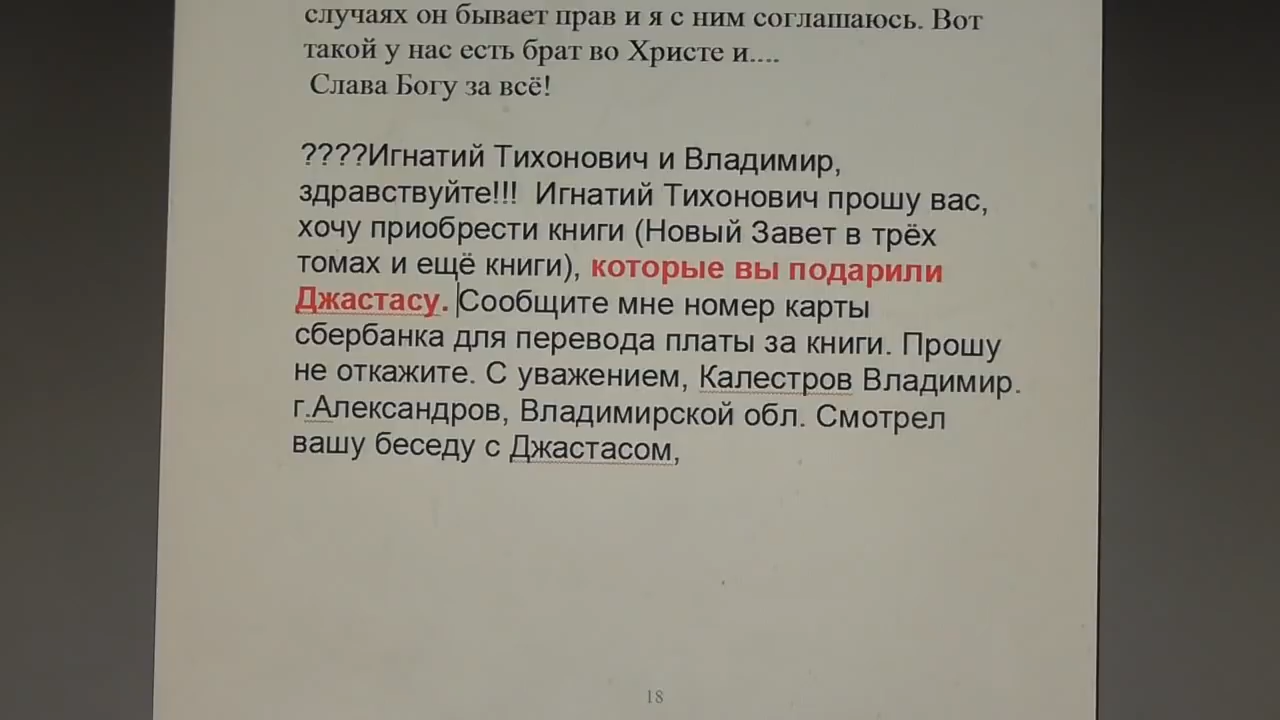 случаях он бывает прав и я с ним соглашаюсь. Вот
такой у нас есть брат во Христе и....
Слава Богу за всё!
????Игнатий Тихонович и Владимир,
здравствуйте!!! Игнатий Тихонович прошу вас,
хочу приобрести книги (Новый Завет в трёх
томах и ещё книги), которые вы подарили
Джастасу. Сообщите мне номер карты
сбербанка для перевода платы за книги. Прошу
не откажите. С уважением, Калестров Владимир.
г.Александров, Владимирской обл. Смотрел
вашу беседу с Джастасом,
18